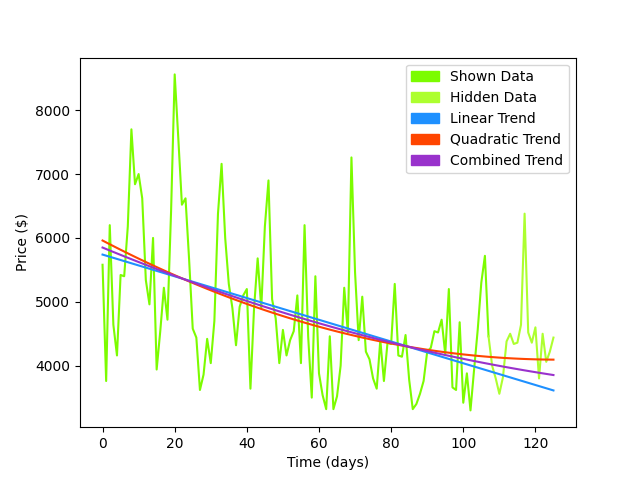 Shown Data
Hidden Data
Linear Trend
Quadratic Trend
Combined Trend
8000
7000
6000
5000
4000
Price ($)
0 20 40 60 80 100 120
Time (days)